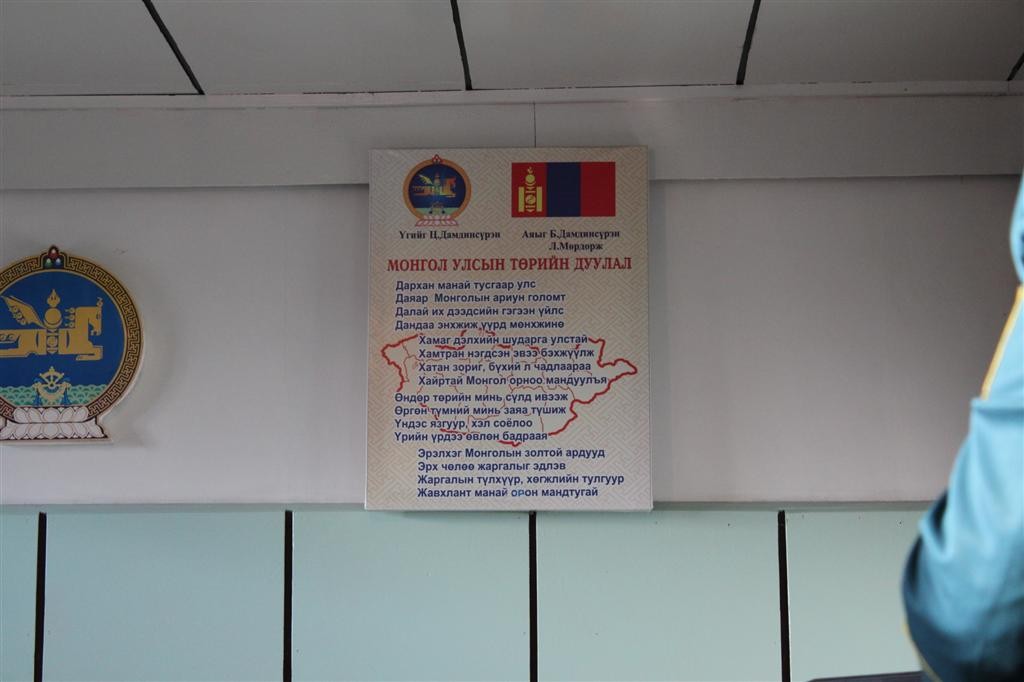 Үгийг Ц.Дамдинсүрэн
Аяыг Б.Дамдинсүрэн
Л.Мөрдорж
МОНГОЛ УЛСЫН ТӨРИЙН ДУУЛАЛ
Дархан манай тусгаар улс
Даяар Монголын ариун голомт
Далай их дээдсийн гэгээн үйлс
Дандаа энхжиж үүрд мөнхжинө
Хамаг дэлхийн шударга улстай
Хамтран нэгдсэн эвээ бэхжүүлж
Хатан зориг, бүхий л чадлаараа
Хайртай Монгол орноо мандуулъя
Өндөр төрийн минь сүлд ивээж
Өргөн түмний минь заяа түшиж
Үндэс язгуур, хэл соёлоо
Үрийн үрдээ өвлөн бадраая
Эрэлхэг Монголын золтой ардууд
Эрх чөлөө жаргалыг эдлэв
Жаргалын түлхүүр, хөгжлийн тулгуур
Жавхлант манай орон мандтугай